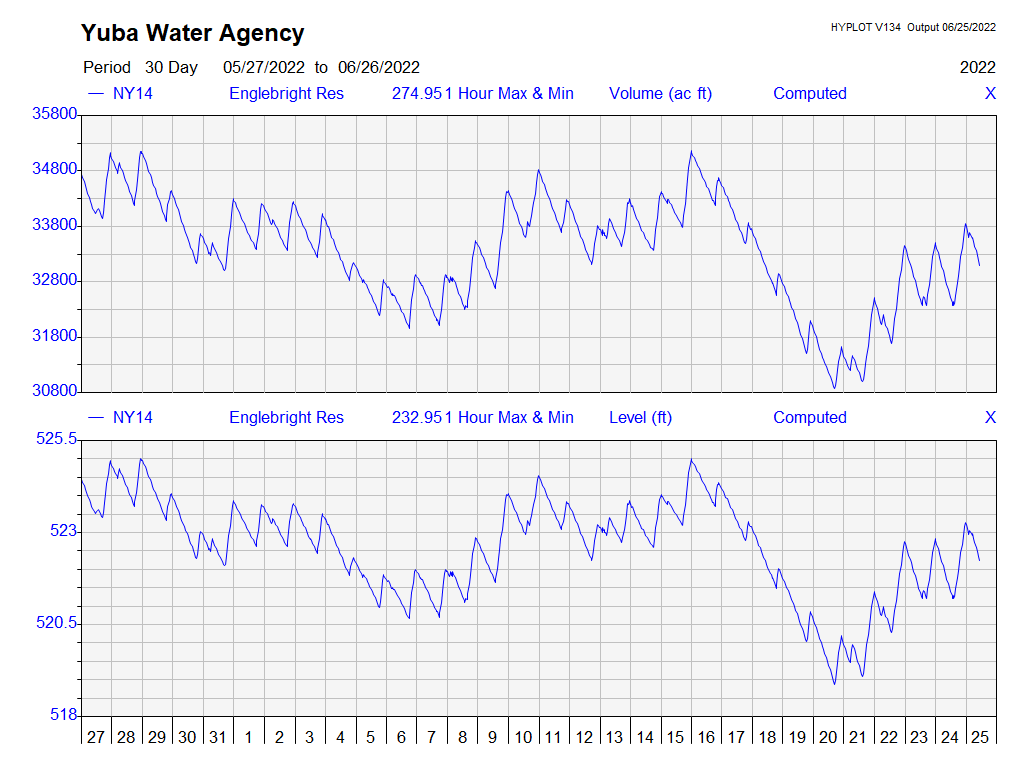 Yuba Water Agency
HYPLOT V134 Output 06/25/2022
Period 30 Day 05/27/2022 to 06/26/2022 2022
NY14 Englebright Res 274.951 Hour Max & Min Volume (ac ft) Computed X
35800
34800
33800
32800
31800
30800
NY14 Englebright Res 232.951 Hour Max & Min Level (ft) Computed X
525.5
523
520.5
518
27 28 29 30 31 1 2 3 4 5 6 7 8 9 10 11 12 13 14 15 16 17 18 19 20 21 22 23 24 25